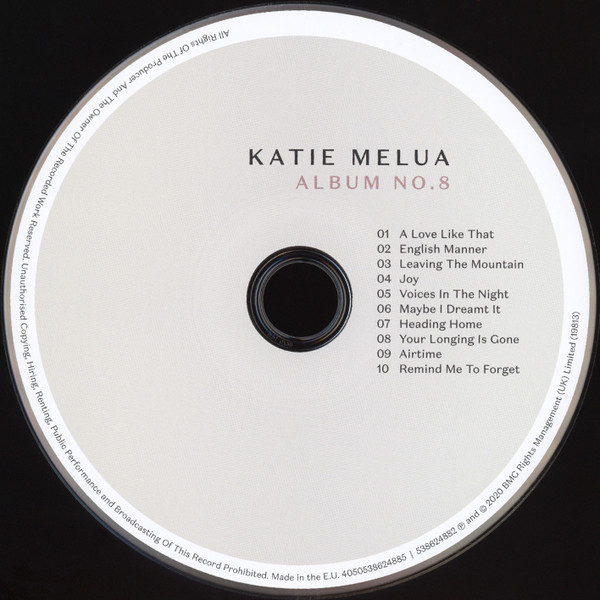 KATIE MELUA
ALBUM NO.8
01 A Love Like That
02 English Manner
03 Leaving The Mountain
04 Joy
05 Voices In The Night
06 Maybe I Dreamt It
07 Heading Home
08 Your Longing Is Gone
09 Airtime
10 Remind Me To Forget
All Rights Of The Producer And The Owner Of The Recorded Work Reserved. Unauthorised Copying, Hiring, Renting, Public Performance and Broadcasting Of This Record Prohibited. Made in the E.U. 4050538624885 | 538624882 ℗ and © 2020 BMG Rights Management (UK) Limited (19813)